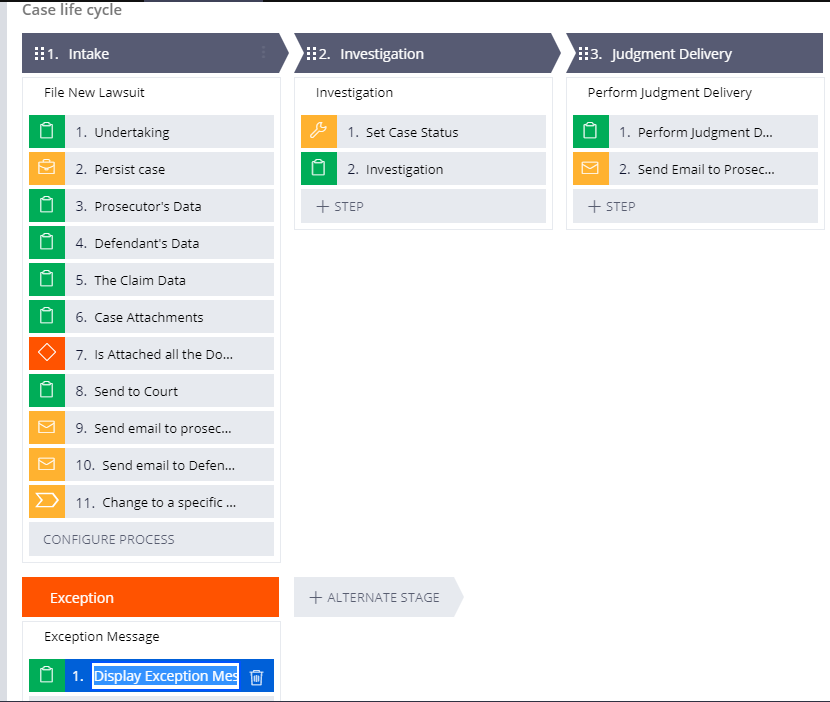 Case life cycle
1. Intake
2. Investigation
3. Judgment Delivery
File New Lawsuit
1. Undertaking
2. Persist case
3. Prosecutor's Data
4. Defendant's Data
5. The Claim Data
6. Case Attachments
7. Is Attached all the Do...
8. Send to Court
9. Send email to prosec...
10. Send email to Defen...
11. Change to a specific ...
CONFIGURE PROCESS
Investigation
1. Set Case Status
2. Investigation
+ STEP
Perform Judgment Delivery
1. Perform Judgment D...
2. Send Email to Prosec...
+ STEP
Exception
+ ALTERNATE STAGE
Exception Message
1. Display Exception Mes